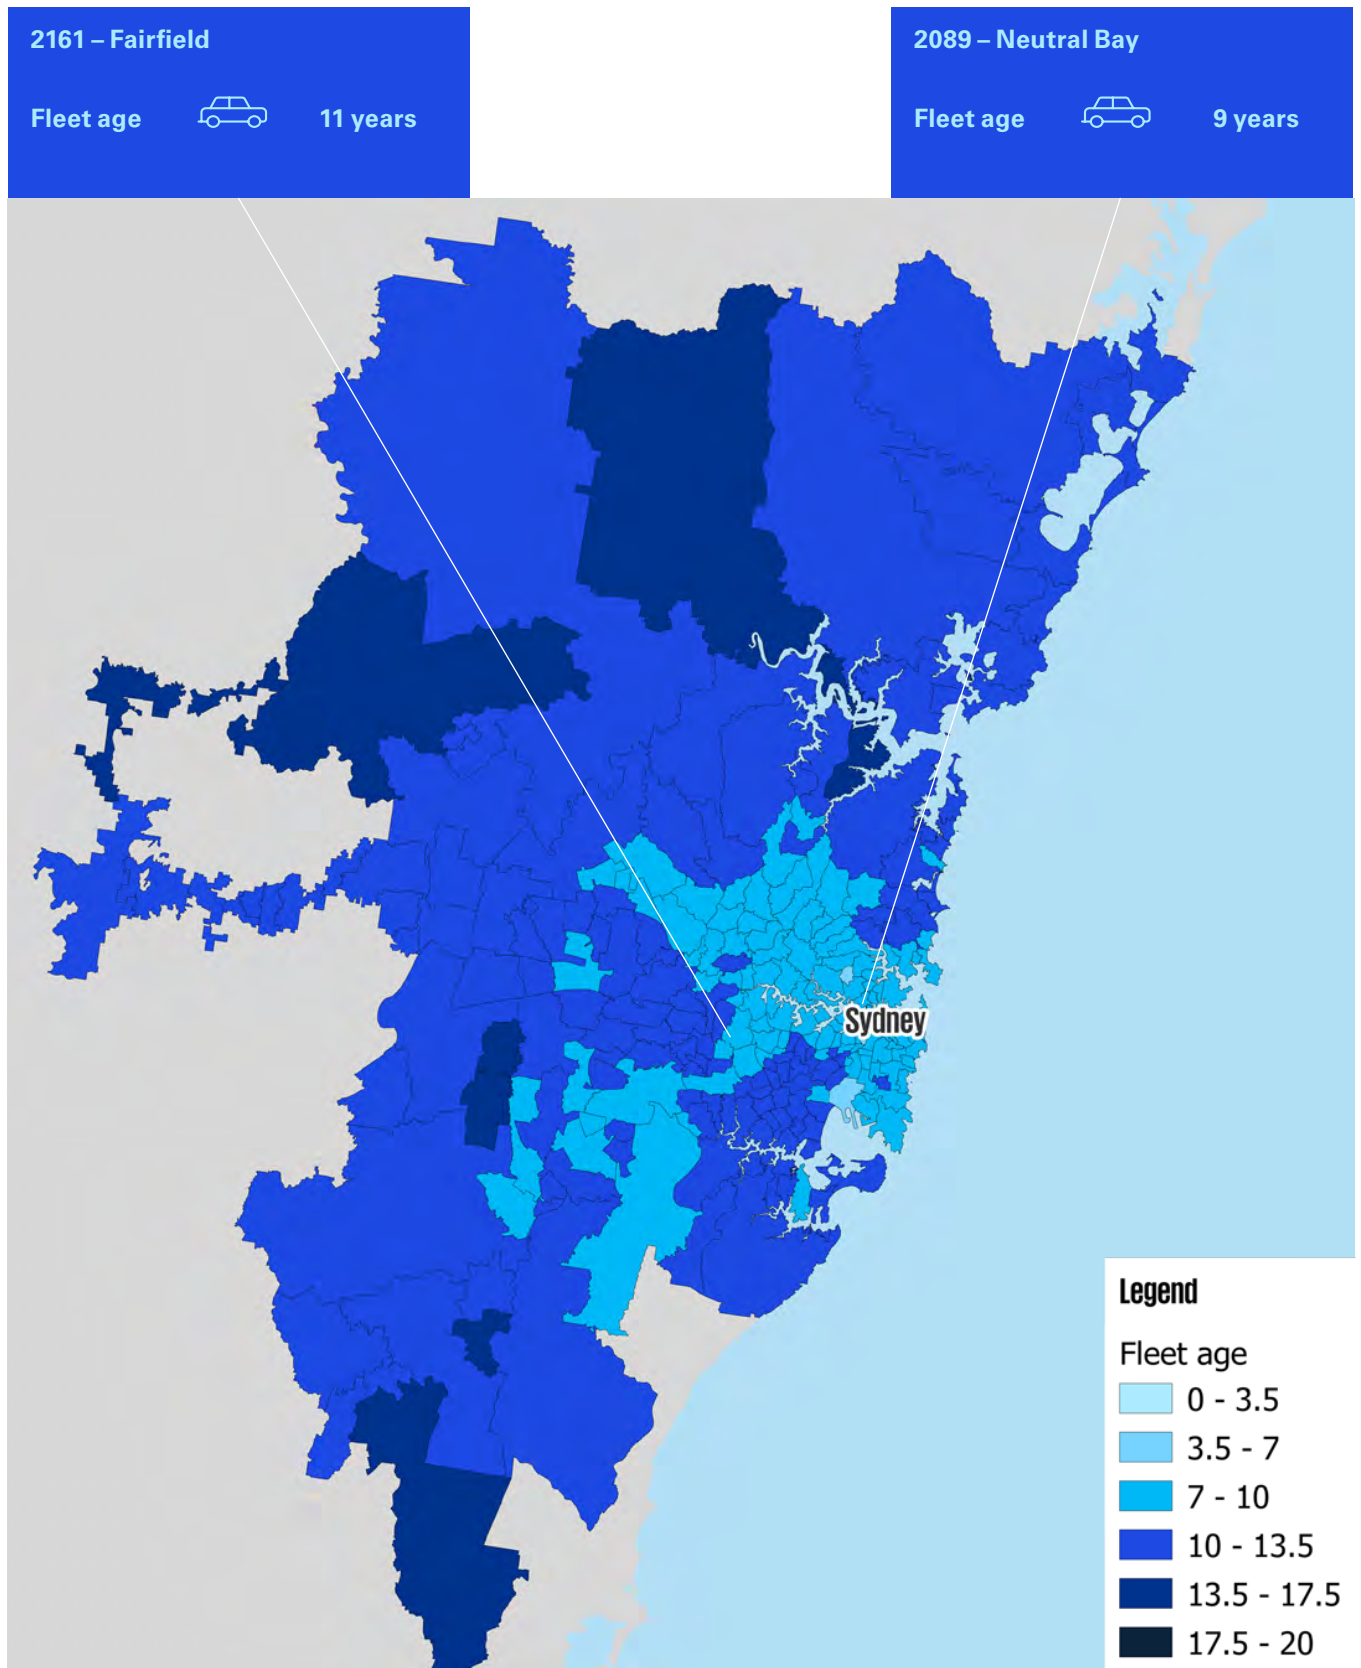 2161 – Fairfield
Fleet age 11 years
2089 – Neutral Bay
Fleet age 9 years
Sydney
Legend
Fleet age
0 - 3.5
3.5 - 7
7 - 10
10 - 13.5
13.5 - 17.5
17.5 - 20